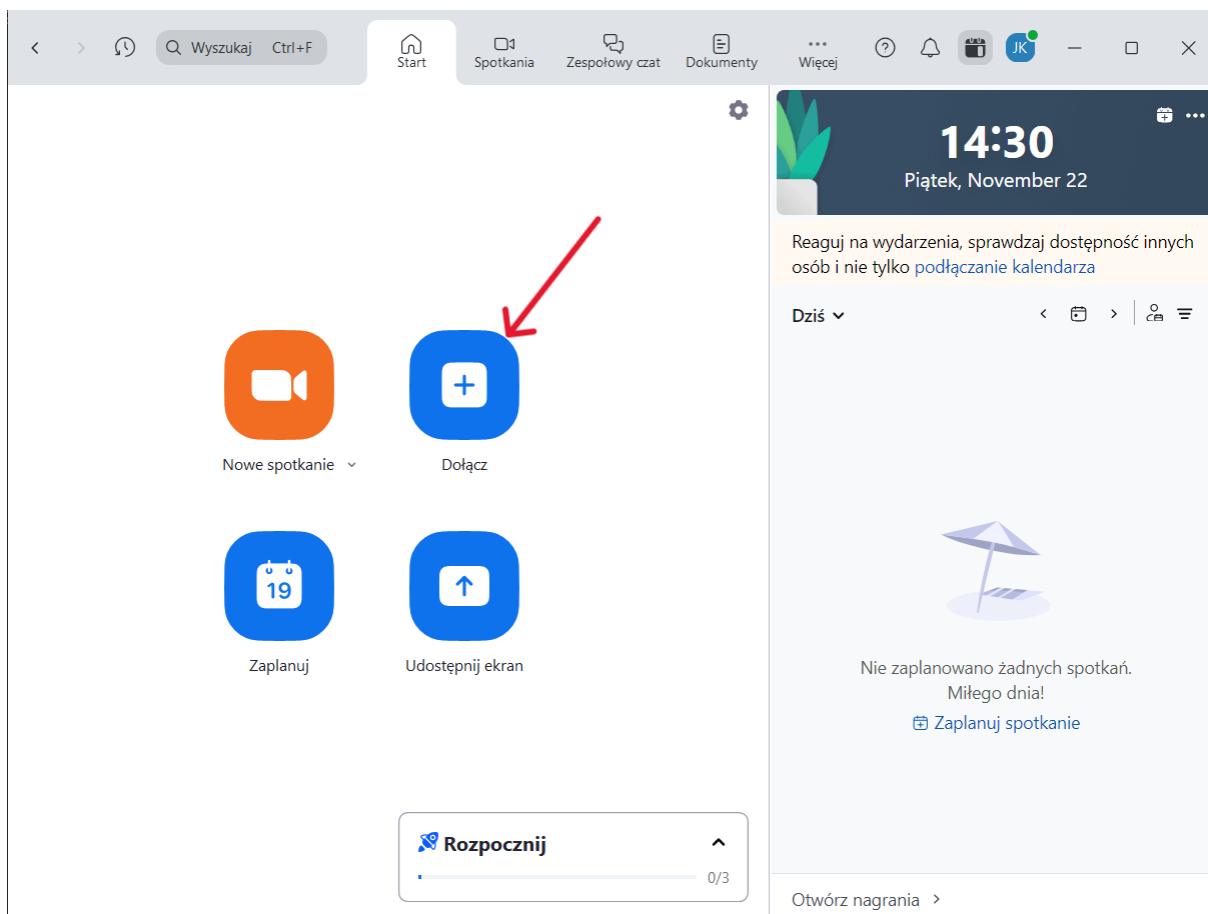 Wyszukaj Ctrl+F
Start
Spotkania
Zespołowy czat
Dokumenty
Więcej
JK
14:30
Piątek, November 22
Reaguj na wydarzenia, sprawdzaj dostępność innych
osób i nie tylko podłączanie kalendarza
Dziś
Nowe spotkanie
Dołącz
19
Zaplanuj
Udostępnij ekran
Nie zaplanowano żadnych spotkań.
Miłego dnia!
Zaplanuj spotkanie
Rozpocznij
0/3
Otwórz nagrania